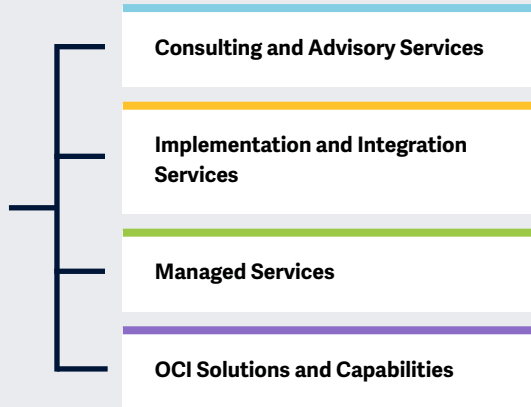 Consulting and Advisory Services
Implementation and Integration
Services
Managed Services
OCI Solutions and Capabilities